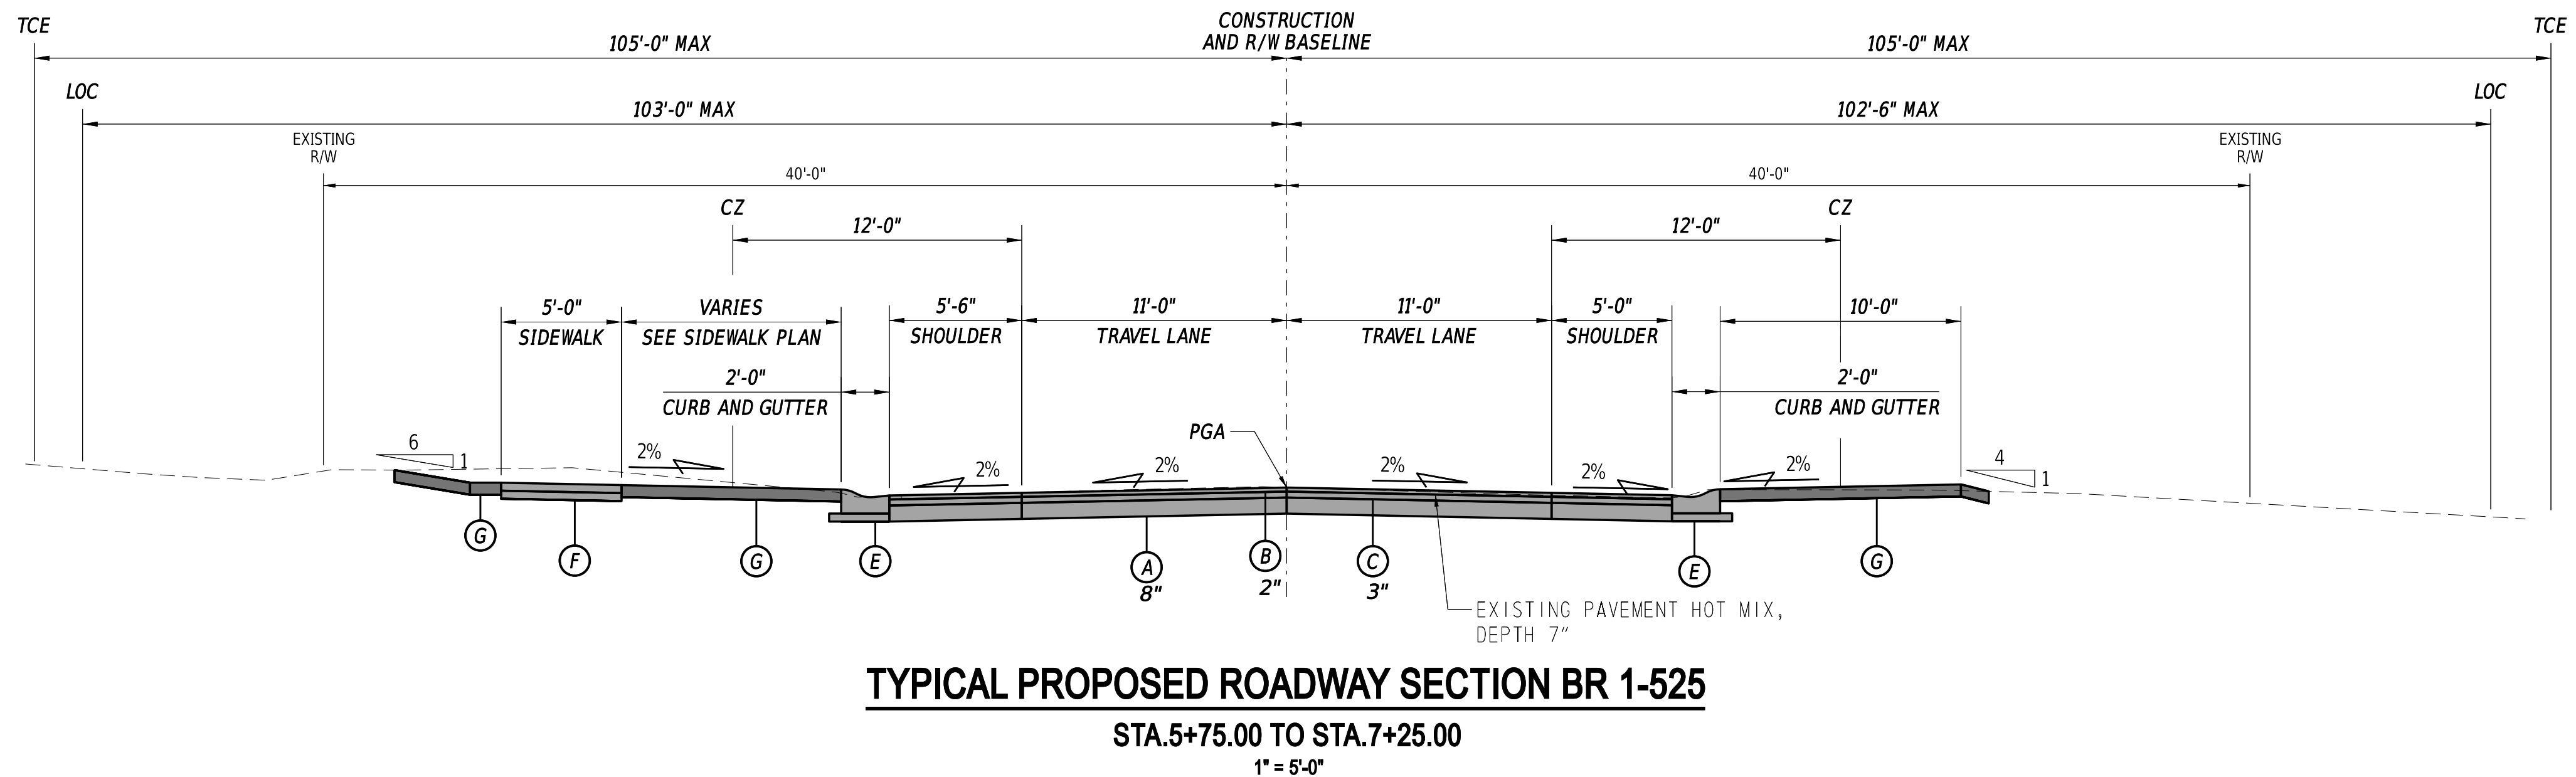 TCE
CONSTRUCTION
AND R/W BASELINE
TCE
105'-0" MAX
105'-0" MAX
LOC
LOC
103'-0" MAX
102'-6" MAX
EXISTING
R/W
EXISTING
R/W
40'-0"
40'-0"
CZ
CZ
12'-0"
12'-0"
5'-0"
SIDEWALK
VARIES
SEE SIDEWALK PLAN
5'-6"
SHOULDER
11'-0"
TRAVEL LANE
11'-0"
TRAVEL LANE
5'-0"
SHOULDER
10'-0"
2'-0"
CURB AND GUTTER
2'-0"
CURB AND GUTTER
PGA
6
1
2%
2%
2%
2%
2%
2%
4
1
G
F
G
E
A
8"
B
2"
C
3"
E
G
EXISTING PAVEMENT HOT MIX,
DEPTH 7"
TYPICAL PROPOSED ROADWAY SECTION BR 1-525
STA.5+75.00 TO STA.7+25.00
1" = 5'-0"